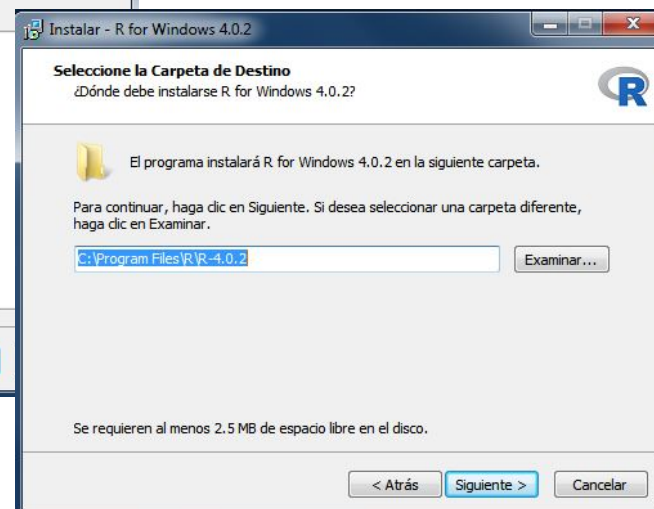 Instalar - R for Windows 4.0.2
Seleccione la Carpeta de Destino
¿Dónde debe instalarse R for Windows 4.0.2?
R
El programa instalará R for Windows 4.0.2 en la siguiente carpeta.
Para continuar, haga clic en Siguiente. Si desea seleccionar una carpeta diferente,
haga clic en Examinar.
C:\Program Files\R\R-4.0.2
Examinar...
Se requieren al menos 2.5 MB de espacio libre en el disco.
< Atrás
Siguiente >
Cancelar